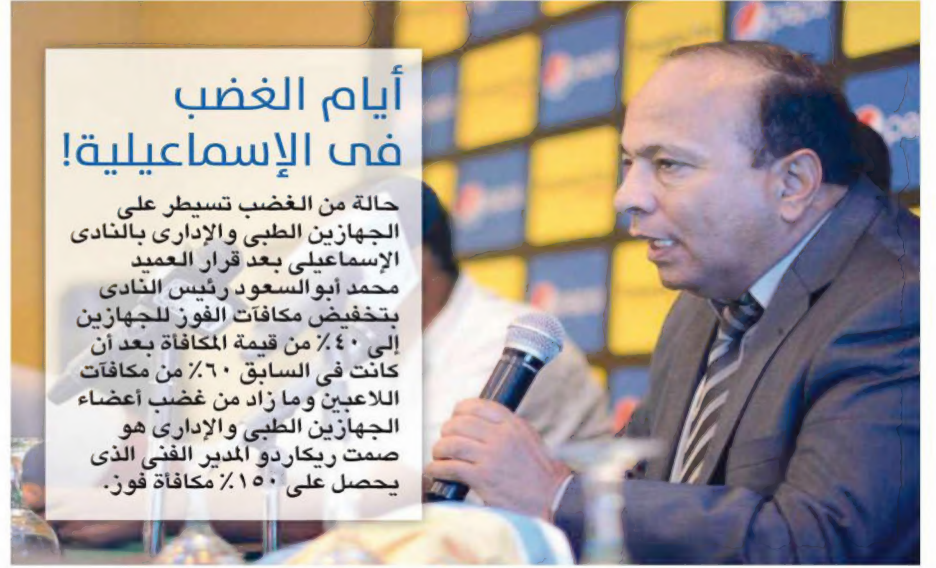 أيام الغضب
فى الإسماعيلية!
حالة من الغضب تسيطر على
الجهازين الطبى والإدارى بالنادى
الإسماعيلى بعد قرار العميد
محمد أبو السعود رئيس النادى
بتخفيض مكافآت الفوز للجهازين
إلى ٤٠٪ من قيمة المكافأة بعد أن
كانت فى السابق ٦٠٪ من مكافآت
اللاعبين وما زاد من غضب أعضاء
الجهازين الطبى والإدارى هو
صمت ريكاردو المدير الفنى الذى
يحصل على ١٥٠٪ مكافأة فوز.